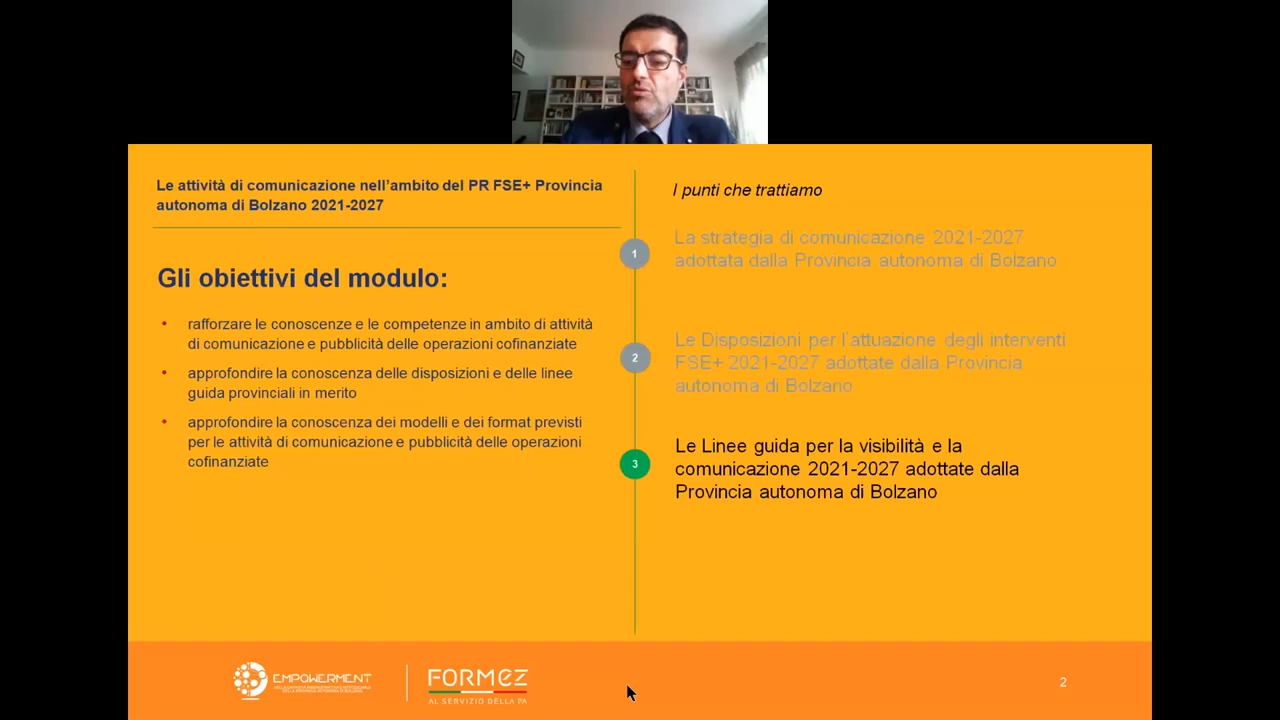 Le attività di comunicazione nell'ambito del PR FSE+ Provincia
autonoma di Bolzano 2021-2027
Gli obiettivi del modulo:
rafforzare le conoscenze e le competenze in ambito di attività
di comunicazione e pubblicità delle operazioni cofinanziate
approfondire la conoscenza delle disposizioni e delle linee
guida provinciali in merito
approfondire la conoscenza dei modelli e dei format previsti
per le attività di comunicazione e pubblicità delle operazioni
cofinanziate
I punti che trattiamo
1
La strategia di comunicazione 2021-2027
adottata dalla Provincia autonoma di Bolzano
2
Le Disposizioni per l'attuazione degli interventi
FSE+ 2021-2027 adottate dalla Provincia
autonoma di Bolzano
3
Le Linee guida per la visibilità e la
comunicazione 2021-2027 adottate dalla
Provincia autonoma di Bolzano
EMPOWERMENT
FORMEZ
AL SERVIZIO DELLA PA
2